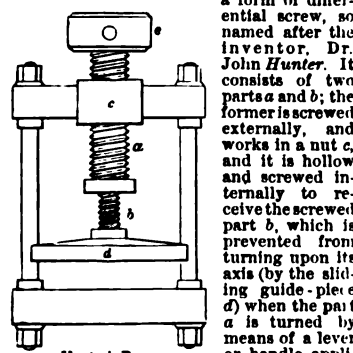 a form of differ-
ential screw, so
named after the
inventor, Dr.
John Hunter. It
consists of two
parts a and b; the
former is screwed
externally, and
works in a nut c,
and it is hollow
and screwed in-
ternally to re-
ceive the screwed
part b, which is
prevented from
turning upon its
axis (by the slid-
ing guide-piece
d) when the part
a is turned by
means of a lever
or handle appli
e
c
a
b
d